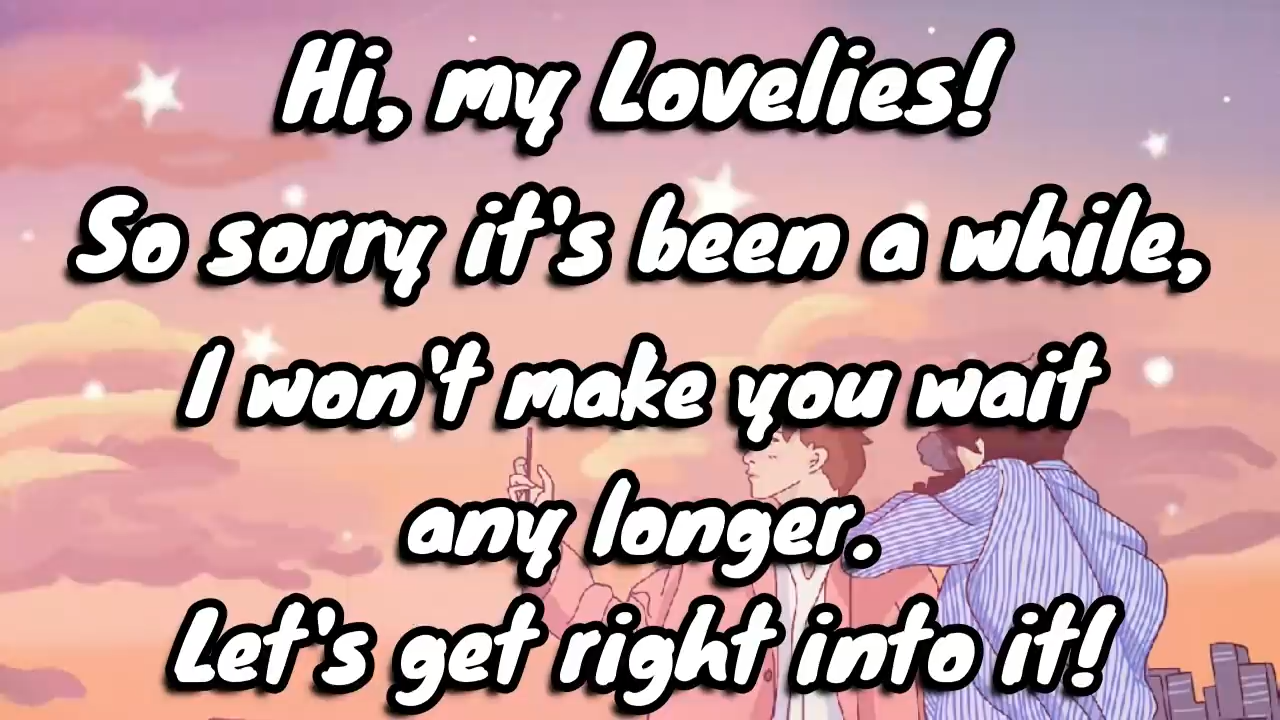 Hi, my Lovelies!
So sorry it's been a while,
I won't make you wait
any longer.
Let's get right into it!